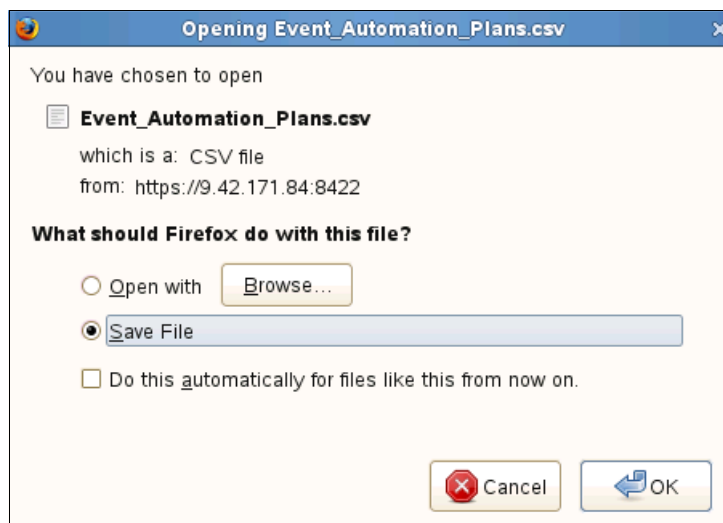 Opening Event_Automation_Plans.csv
You have chosen to open
Event_Automation_Plans.csv
which is a: CSV file
from: https://9.42.171.84:8422
What should Firefox do with this file?
Open with Browse...
Save File
Do this automatically for files like this from now on.
Cancel OK